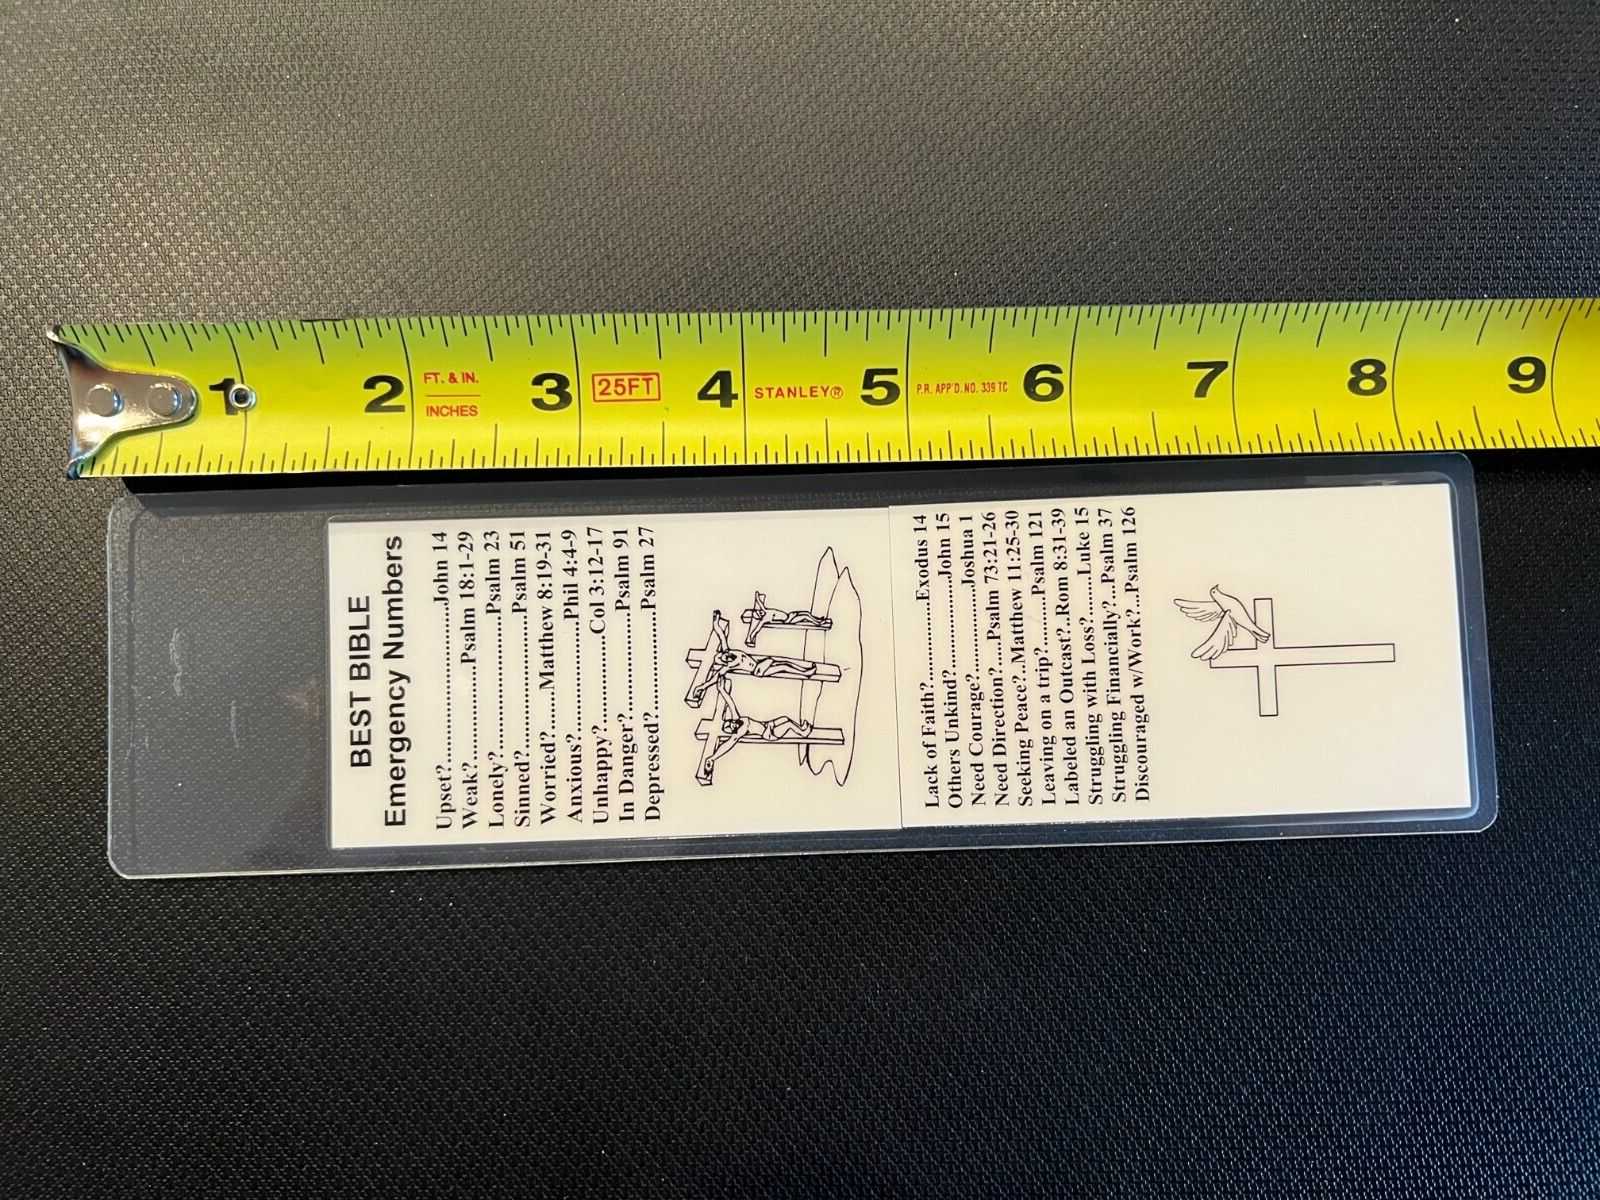 1 2 FT. & IN. 3 25FT 4 STANLEY® 5 P.R. APP'D. NO. 339 TC 6 7 8 9
INCHES
BEST BIBLE
Emergency Numbers
Upset?........................John 14
Weak?...............Psalm 18:1-29
Lonely?......................Psalm 23
Sinned?......................Psalm 51
Worried?.......Matthew 8:19-31
Anxious?..................Phil 4:4-9
Unhappy?.............Col 3:12-17
In Danger?................Psalm 91
Depressed?................Psalm 27
Lack of Faith?..............Exodus 14
Others Unkind?................John 15
Need Courage?................Joshua 1
Need Direction?....Psalm 73:21-26
Seeking Peace?...Matthew 11:25-30
Leaving on a trip?.......Psalm 121
Labeled an Outcast?..Rom 8:31-39
Struggling with Loss?........Luke 15
Struggling Financially?...Psalm 37
Discouraged w/Work?...Psalm 126